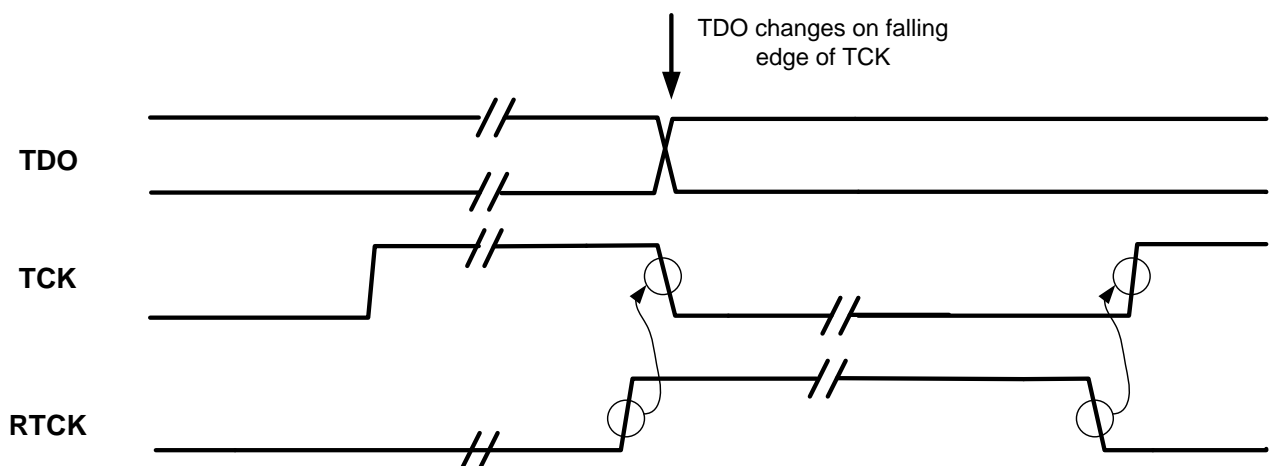 TDO changes on falling
edge of TCK
TDO
TCK
RTCK